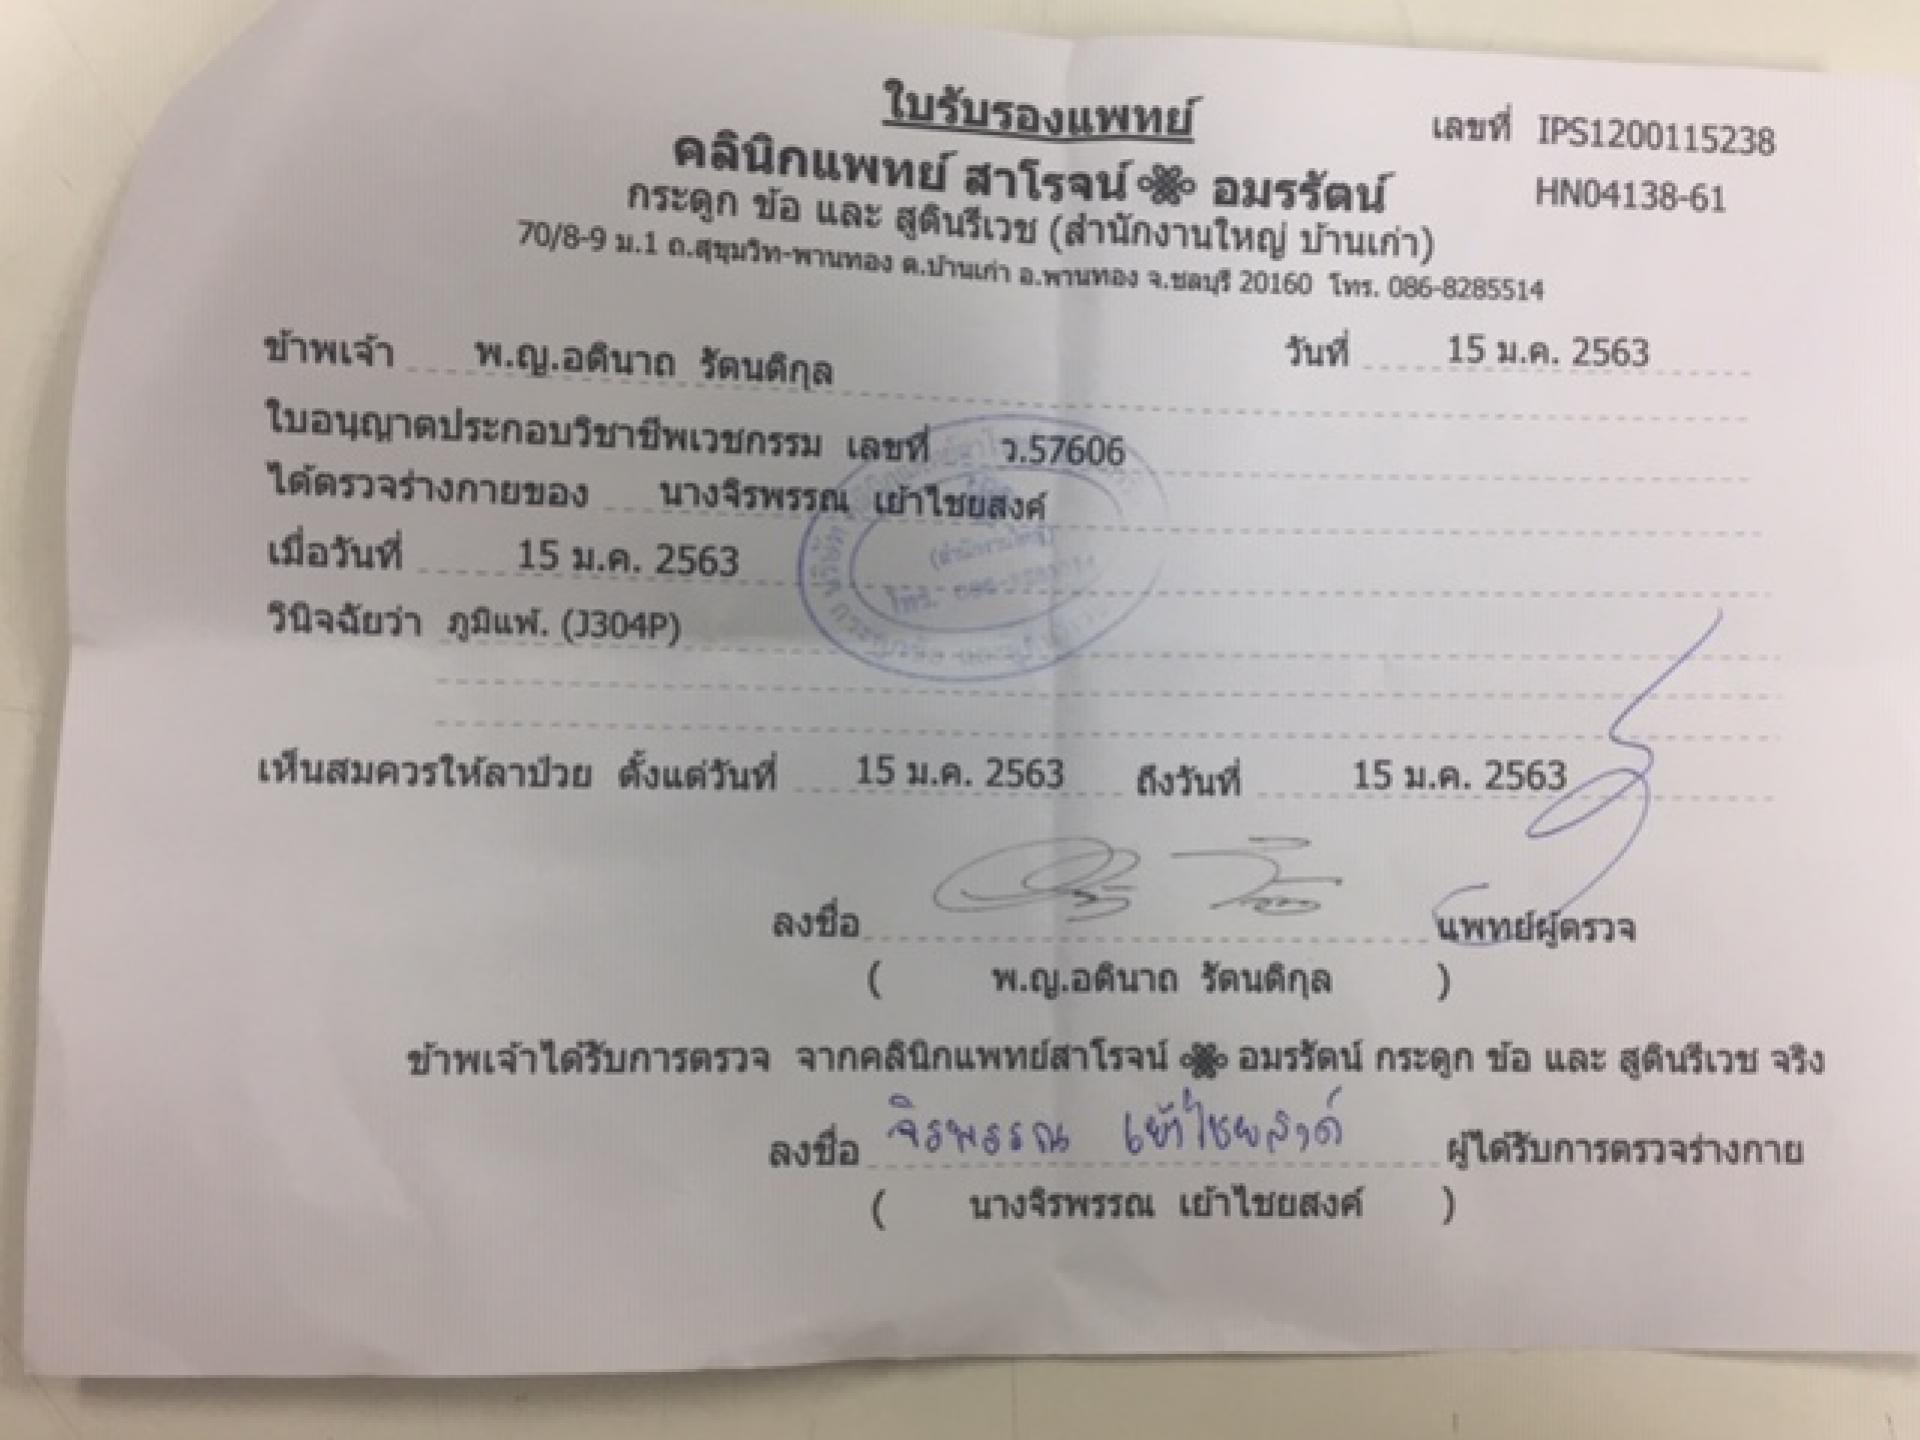 ใบรับรองแพทย์
เลขที่ IPS1200115238
คลินิกแพทย์ สาโรจน์ อมรรัตน์
HN04138-61
กระดูก ข้อ และ สูตินรีเวช (สำนักงานใหญ่ บ้านเก่า)
70/8-9 ม.1 ถ.สุขุมวิท-พานทอง ต.บ้านเก่า อ.พานทอง จ.ชลบุรี 20160 โทร. 086-8285514
ข้าพเจ้า พ.ญ.อตินาถ รัตนติกุล วันที่ 15 ม.ค. 2563
ใบอนุญาตประกอบวิชาชีพเวชกรรม เลขที่ ว.57606
ได้ตรวจร่างกายของ นางจิรพรรณ เย้าไชยสงค์
เมื่อวันที่ 15 ม.ค. 2563
(สำนักงานใหญ่)
โทร.
วินิจฉัยว่า ภูมิแพ้. (J304P)
เห็นสมควรให้ลาป่วย ตั้งแต่วันที่ 15 ม.ค. 2563 ถึงวันที่ 15 ม.ค. 2563
ลงชื่อ แพทย์ผู้ตรวจ
( พ.ญ.อตินาถ รัตนติกุล )
ข้าพเจ้าได้รับการตรวจ จากคลินิกแพทย์สาโรจน์ อมรรัตน์ กระดูก ข้อ และ สูตินรีเวช จริง
ลงชื่อ จิรพรรณ เย้าไชยสงค์ ผู้ได้รับการตรวจร่างกาย
( นางจิรพรรณ เย้าไชยสงค์ )